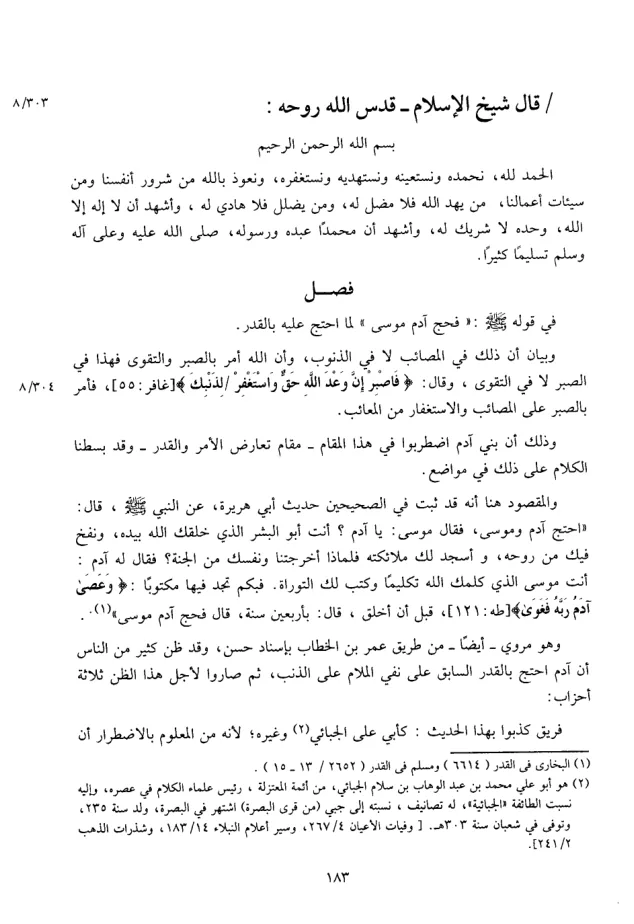 ٨/٣٠٣
/ قال شيخ الإسلام ـ قدس الله روحه :
بسم الله الرحمن الرحيم
الحمد لله، نحمده ونستعينه ونستهديه ونستغفره، ونعوذ بالله من شرور أنفسنا ومن
سيئات أعمالنا، من يهد الله فلا مضل له، ومن يضلل فلا هادي له ، وأشهد أن لا إله إلا
الله، وحده لا شريك له، وأشهد أن محمدًا عبده ورسوله، صلى الله عليه وعلى آله
وسلم تسليمًا كثيرًا.
فصــل
في قوله ﷺ :« فحج آدم موسى » لما احتج عليه بالقدر.
وبيان أن ذلك في المصائب لا في الذنوب، وأن الله أمر بالصبر والتقوى فهذا في
الصبر لا في التقوى ، وقال: ﴿ فَاصْبِرْ إِنَّ وَعْدَ اللَّهِ حَقٌّ وَاسْتَغْفِرْ /لِذَنْبِكَ ﴾[غافر:٥٥]، فأمر
٨/٣٠٤
بالصبر على المصائب والاستغفار من المعائب.
وذلك أن بني آدم اضطربوا في هذا المقام ـ مقام تعارض الأمر والقدر ـ وقد بسطنا
الكلام على ذلك في مواضع.
والمقصود هنا أنه قد ثبت في الصحيحين حديث أبي هريرة، عن النبي ﷺ ، قال:
«احتج آدم وموسى، فقال موسى: يا آدم ؟ أنت أبو البشر الذي خلقك الله بيده، ونفخ
فيك من روحه، و أسجد لك ملائكته فلماذا أخرجتنا ونفسك من الجنة؟ فقال له آدم :
أنت موسى الذي كلمك الله تكليمًا وكتب لك التوراة. فبكم تجد فيها مكتوبًا :﴿ وَعَصَىٰ
آدَمُ رَبَّهُ فَغَوَىٰ﴾[طه:١٢١]، قبل أن أخلق ، قال: بأربعين سنة، قال فحج آدم موسى»(١) .
وهو مروي ـ أيضًا ـ من طريق عمر بن الخطاب بإسناد حسن، وقد ظن كثير من الناس
أن آدم احتج بالقدر السابق على نفي الملام على الذنب، ثم صاروا لأجل هذا الظن ثلاثة
أحزاب:
فريق كذبوا بهذا الحديث : كأبي على الجبائي(٢) وغيره؛ لأنه من المعلوم بالاضطرار أن
(١) البخارى فى القدر ( ٦٦١٤ ) ومسلم فى القدر ( ٢٦٥٢ / ١٣ ـ ١٥ ) .
(٢) هو أبو علي محمد بن عبد الوهاب بن سلام الجبائي، من أئمة المعتزلة ، رئيس علماء الكلام في عصره، وإليه
نسبت الطائفة «الجبائية»، له تصانيف ، نسبته إلى جبي (من قرى البصرة) اشتهر في البصرة، ولد سنة ٢٣٥،
وتوفى في شعبان سنة ٣٠٣هـ. [ وفيات الأعيان ٢٦٧/٤، وسير أعلام النبلاء ١٨٣/١٤، وشذرات الذهب
٢٤١/٢].
١٨٣